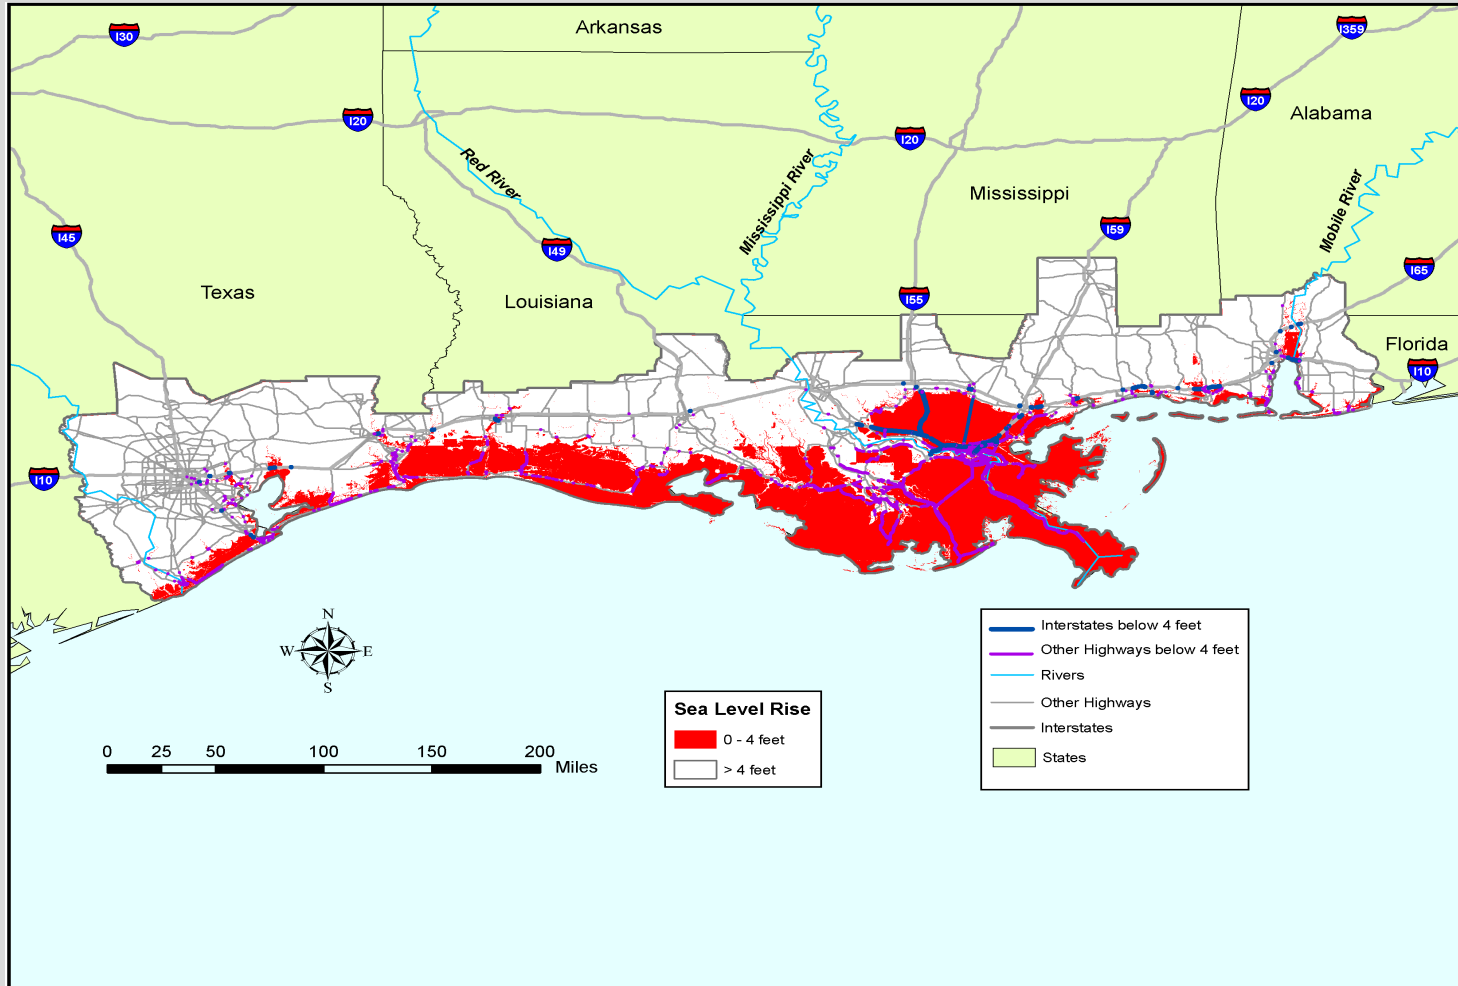 Arkansas
I30
I359
I20
Alabama
I20
I20
Red River
Mississippi River
Mississippi
Mobile River
I45
I59
I49
I65
Texas
Louisiana
I55
Florida
I10
I10
N
W
E
S
Interstates below 4 feet
Other Highways below 4 feet
Rivers
Other Highways
Interstates
States
Sea Level Rise
0 - 4 feet
> 4 feet
0 25 50 100 150 200
Miles